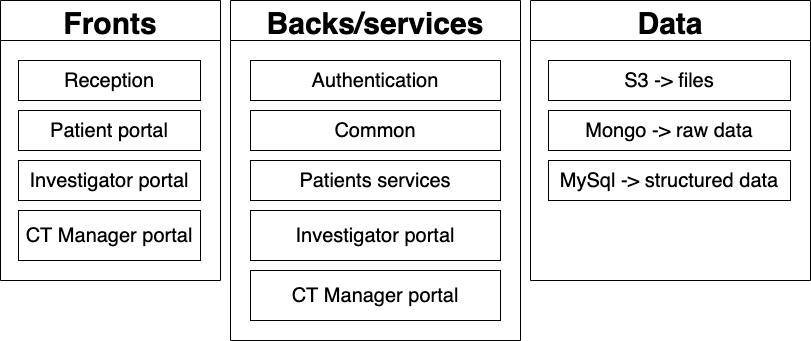 Fronts
Reception
Patient portal
Investigator portal
CT Manager portal
Backs/services
Authentication
Common
Patients services
Investigator portal
CT Manager portal
Data
S3 -> files
Mongo -> raw data
MySql -> structured data